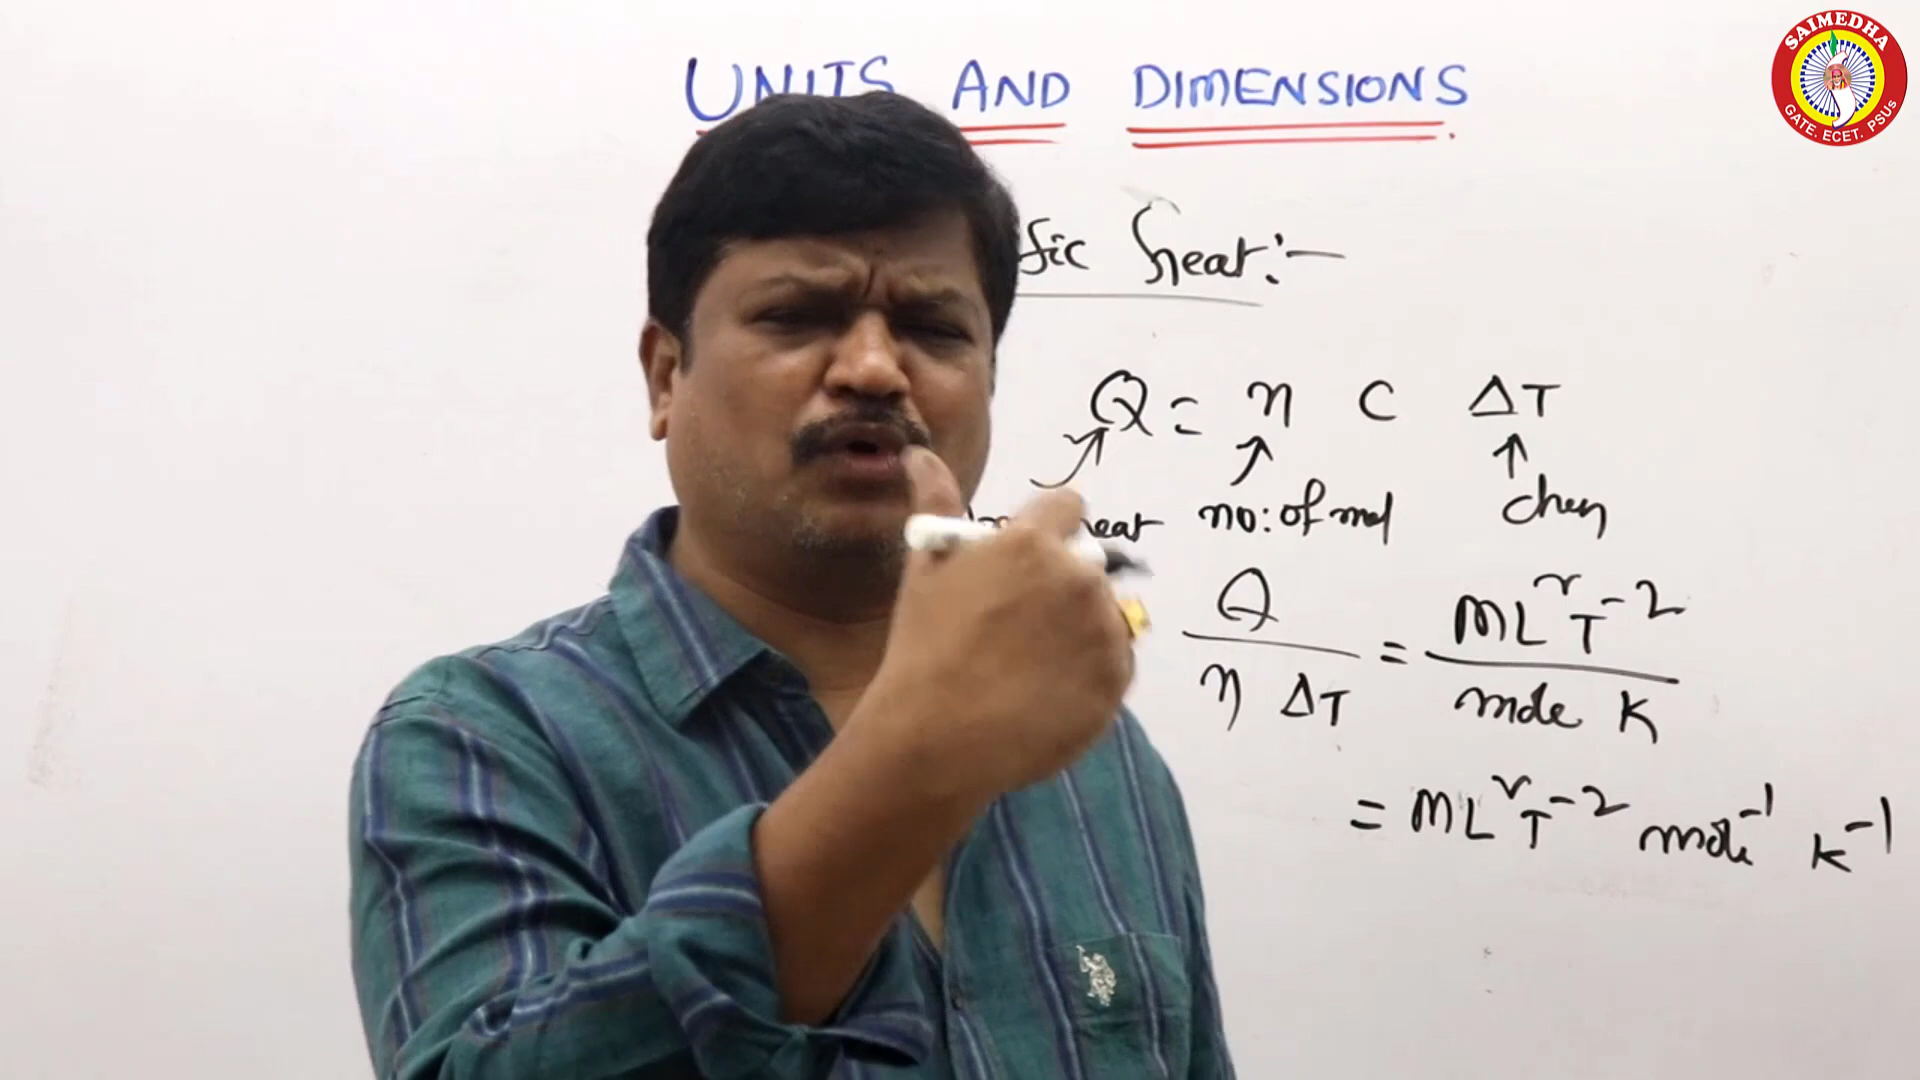 SAIMEDHA
GATE. ECET. PSUs
UNITS AND DIMENSIONS
fic heat:-
Q = n C ΔT
heat no: of mol chan
Q / n ΔT = ML²T⁻² / mole K
= ML²T⁻² mole⁻¹ K⁻¹